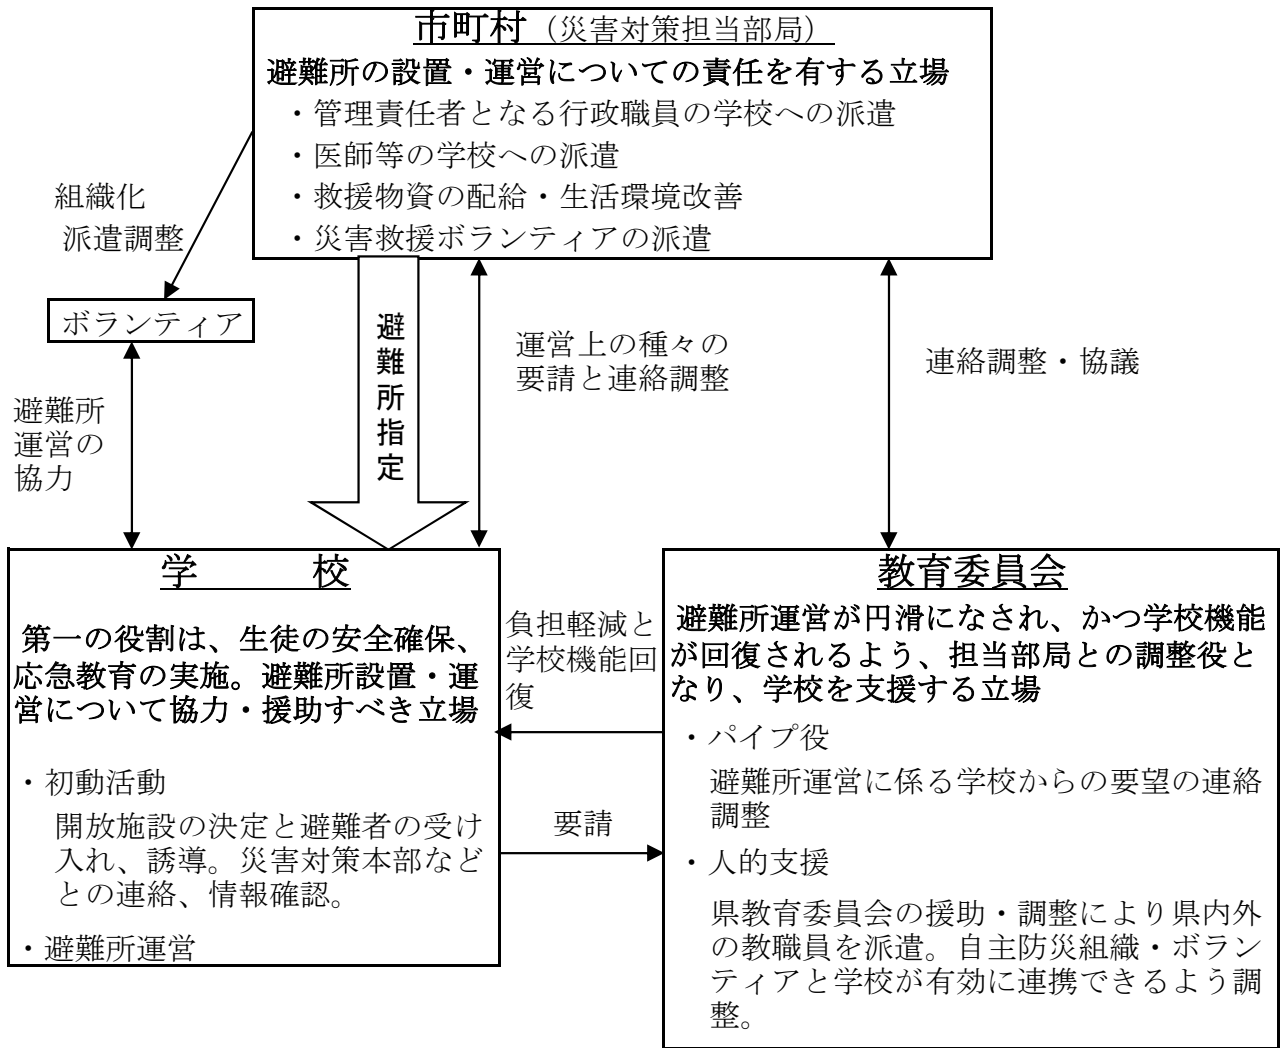 市町村（災害対策担当部局）
避難所の設置・運営についての責任を有する立場
・管理責任者となる行政職員の学校への派遣
・医師等の学校への派遣
・救援物資の配給・生活環境改善
・災害救援ボランティアの派遣
組織化
派遣調整
ボランティア
避難所
運営の
協力
避難所指定
運営上の種々の
要請と連絡調整
連絡調整・協議
学　　　校
第一の役割は、生徒の安全確保、
応急教育の実施。避難所設置・運
営について協力・援助すべき立場
・初動活動
開放施設の決定と避難者の受け
入れ、誘導。災害対策本部など
との連絡、情報確認。
・避難所運営
負担軽減と
学校機能回
復
要請
教育委員会
避難所運営が円滑になされ、かつ学校機能
が回復されるよう、担当部局との調整役と
なり、学校を支援する立場
・パイプ役
避難所運営に係る学校からの要望の連絡
調整
・人的支援
県教育委員会の援助・調整により県内外
の教職員を派遣。自主防災組織・ボラン
ティアと学校が有効に連携できるよう調
整。